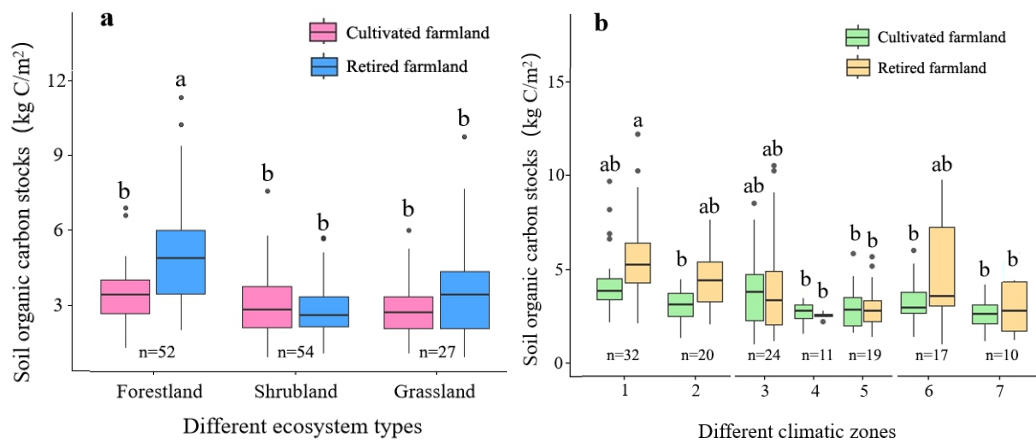 a
Cultivated farmland
Retired farmland
Soil organic carbon stocks (kg C/m²)
12
9
6
3
b
a
b
b
b
b
n=52
n=54
n=27
Forestland
Shrubland
Grassland
Different ecosystem types
b
Cultivated farmland
Retired farmland
Soil organic carbon stocks (kg C/m²)
15
10
5
0
ab
a
b
ab
ab
ab
b
b
b
b
b
ab
b
b
n=32
n=20
n=24
n=11
n=19
n=17
n=10
1
2
3
4
5
6
7
Different climatic zones